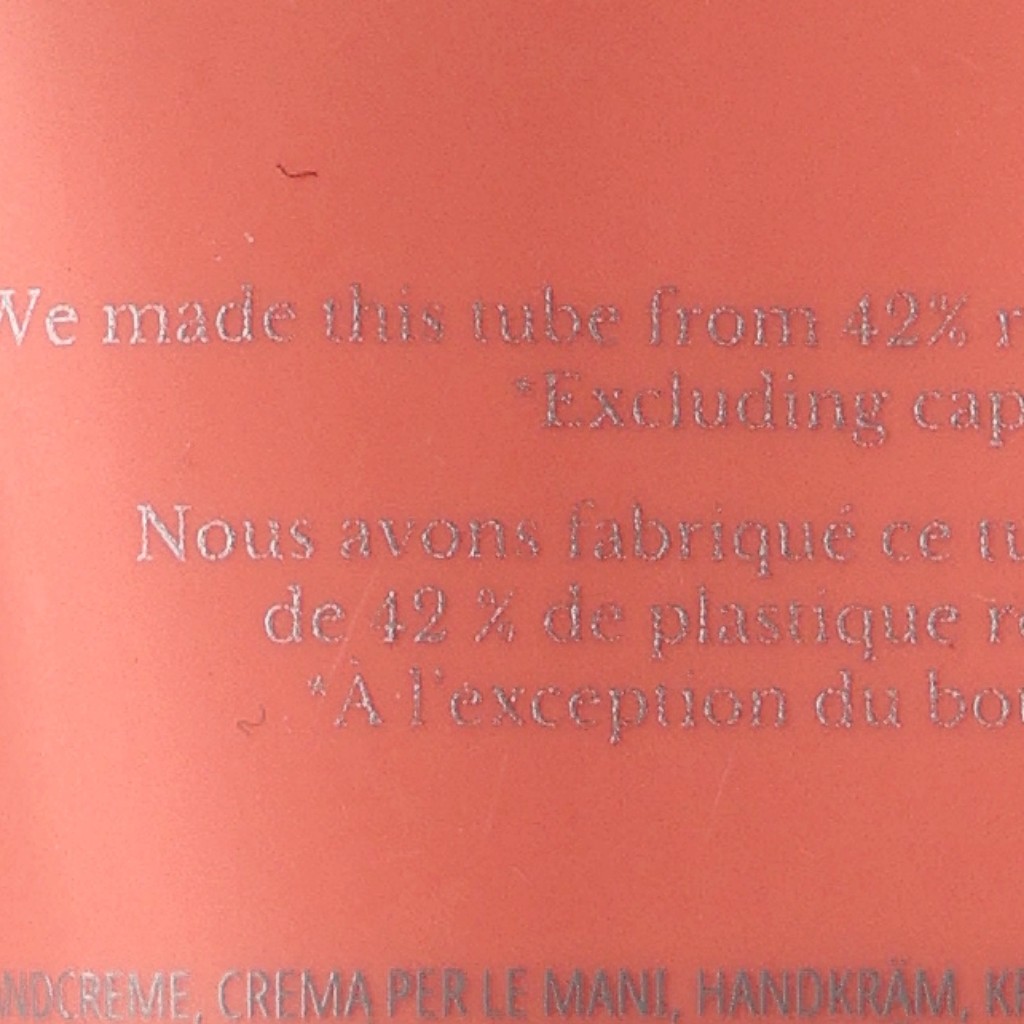 We made this tube from 42%
*Excluding cap
Nous avons fabriqué ce
de 42 % de plastique
*À l'exception du
CREMA PER LE MANI, HANDKRÄM,